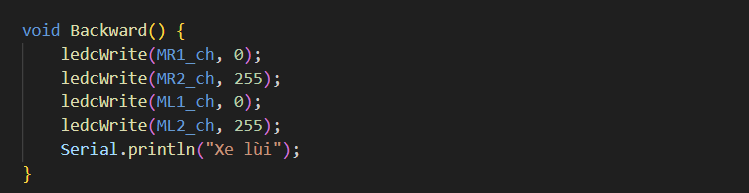 void Backward() {
    ledcWrite(MR1_ch, 0);
    ledcWrite(MR2_ch, 255);
    ledcWrite(ML1_ch, 0);
    ledcWrite(ML2_ch, 255);
    Serial.println("Xe lùi");
}